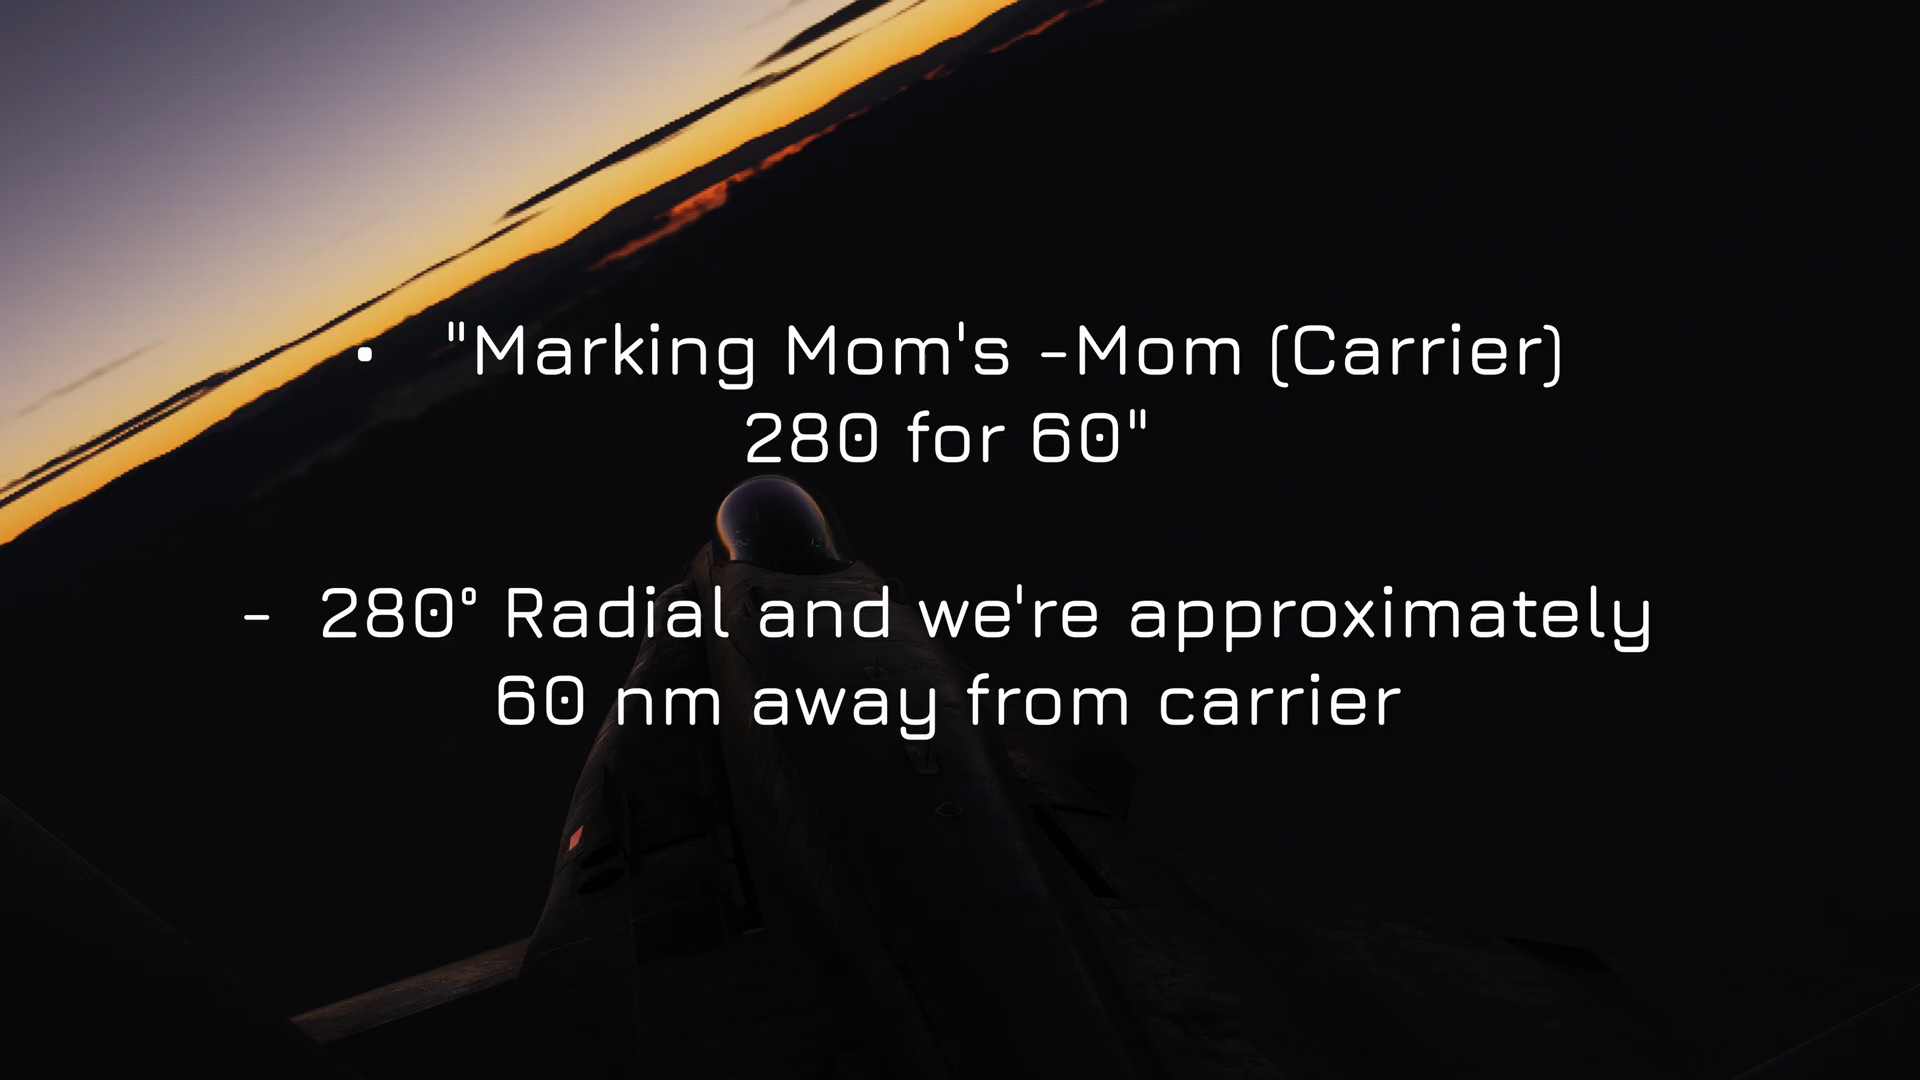 • "Marking Mom's -Mom (Carrier)
280 for 60"
- 280° Radial and we're approximately
60 nm away from carrier